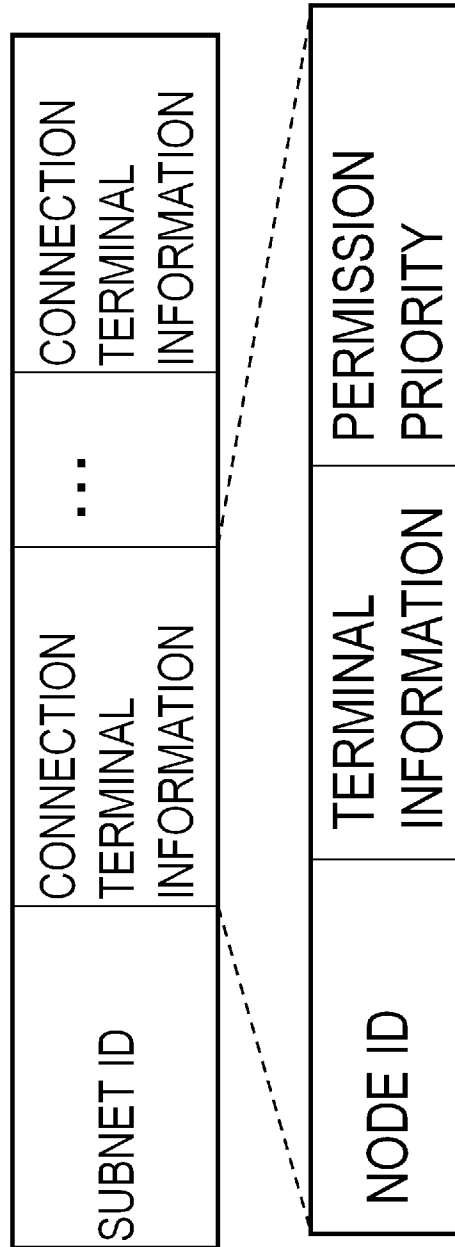 SUBNET ID
CONNECTION
TERMINAL
INFORMATION
...
CONNECTION
TERMINAL
INFORMATION
NODE ID
TERMINAL
INFORMATION
PERMISSION
PRIORITY